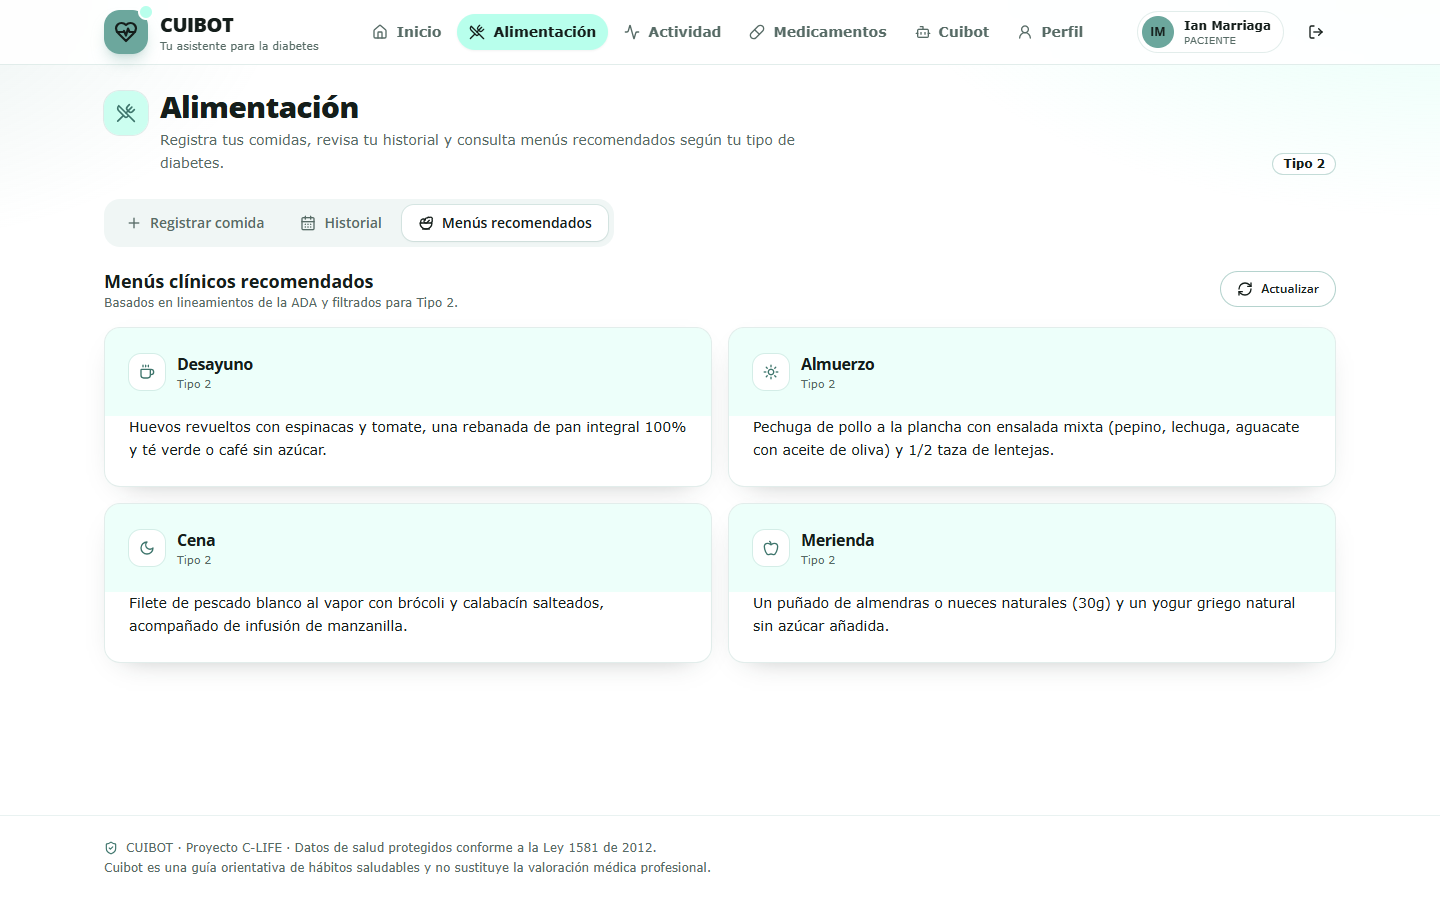 CUIBOT
Tu asistente para la diabetes
Inicio
Alimentación
Actividad
Medicamentos
Cuibot
Perfil
IM
Ian Marriaga
PACIENTE
Alimentación
Registra tus comidas, revisa tu historial y consulta menús recomendados según tu tipo de
diabetes.
Tipo 2
Registrar comida
Historial
Menús recomendados
Menús clínicos recomendados
Basados en lineamientos de la ADA y filtrados para Tipo 2.
Actualizar
Desayuno
Tipo 2
Huevos revueltos con espinacas y tomate, una rebanada de pan integral 100%
y té verde o café sin azúcar.
Almuerzo
Tipo 2
Pechuga de pollo a la plancha con ensalada mixta (pepino, lechuga, aguacate
con aceite de oliva) y 1/2 taza de lentejas.
Cena
Tipo 2
Filete de pescado blanco al vapor con brócoli y calabacín salteados,
acompañado de infusión de manzanilla.
Merienda
Tipo 2
Un puñado de almendras o nueces naturales (30g) y un yogur griego natural
sin azúcar añadida.
CUIBOT · Proyecto C-LIFE · Datos de salud protegidos conforme a la Ley 1581 de 2012.
Cuibot es una guía orientativa de hábitos saludables y no sustituye la valoración médica profesional.